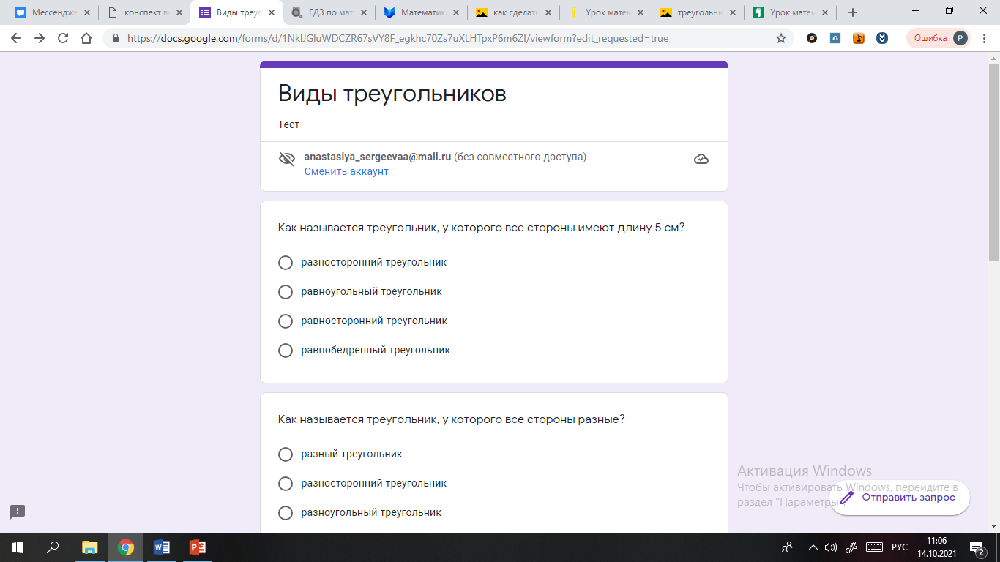 Мессендже
конспект в
Виды треуг
ГДЗ по мат
Математик
как сделать
Урок матем
треугольни
Урок матем
https://docs.google.com/forms/d/1NklJGluWDCZR67sVY8F_egkhc70Zs7uXLHTpxP6m6ZI/viewform?edit_requested=true
Ошибка P
Виды треугольников
Тест
anastasiya_sergeevaa@mail.ru (без совместного доступа)
Сменить аккаунт
Как называется треугольник, у которого все стороны имеют длину 5 см?
разносторонний треугольник
равноугольный треугольник
равносторонний треугольник
равнобедренный треугольник
Как называется треугольник, у которого все стороны разные?
разный треугольник
разносторонний треугольник
разноугольный треугольник
Активация Windows
Чтобы активировать Windows, перейдите в
раздел "Параметры"
Отправить запрос
РУС
11:06
14.10.2021
2